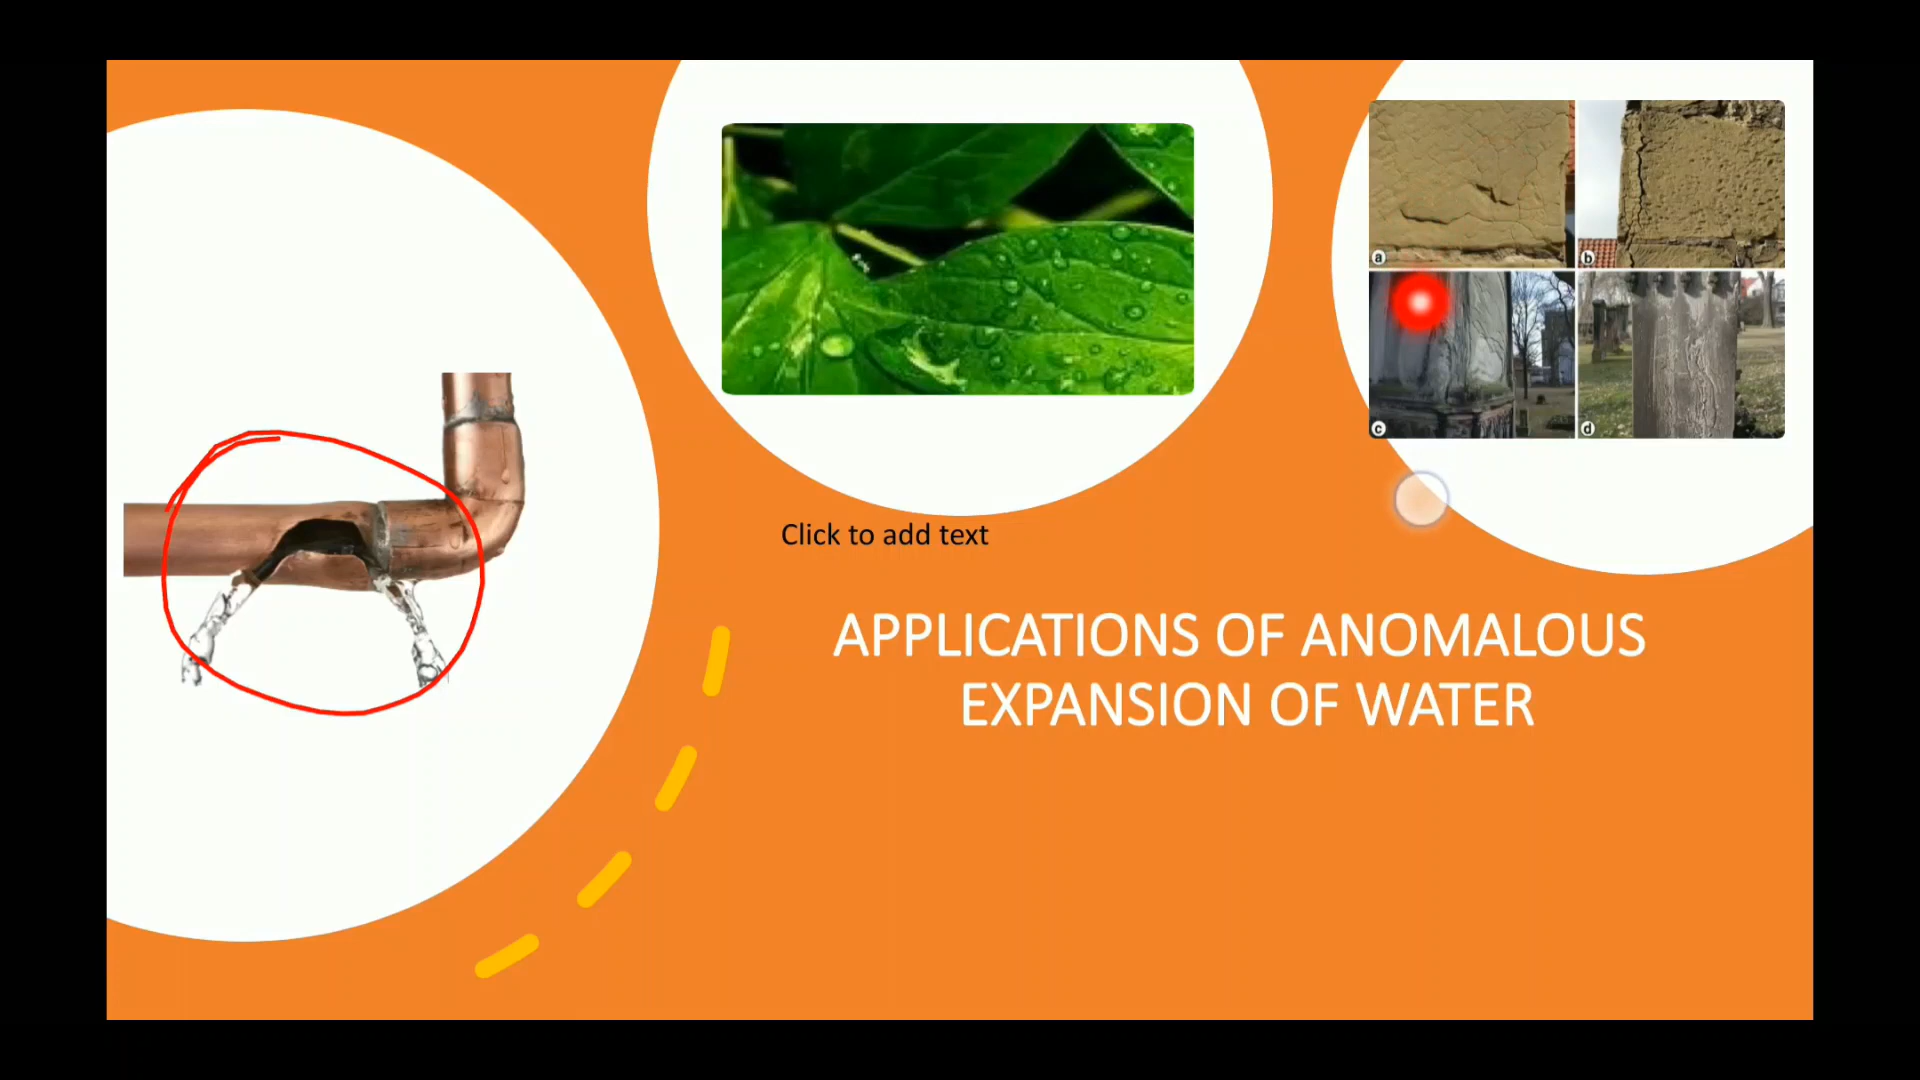 a
b
c
d
Click to add text
APPLICATIONS OF ANOMALOUS
EXPANSION OF WATER